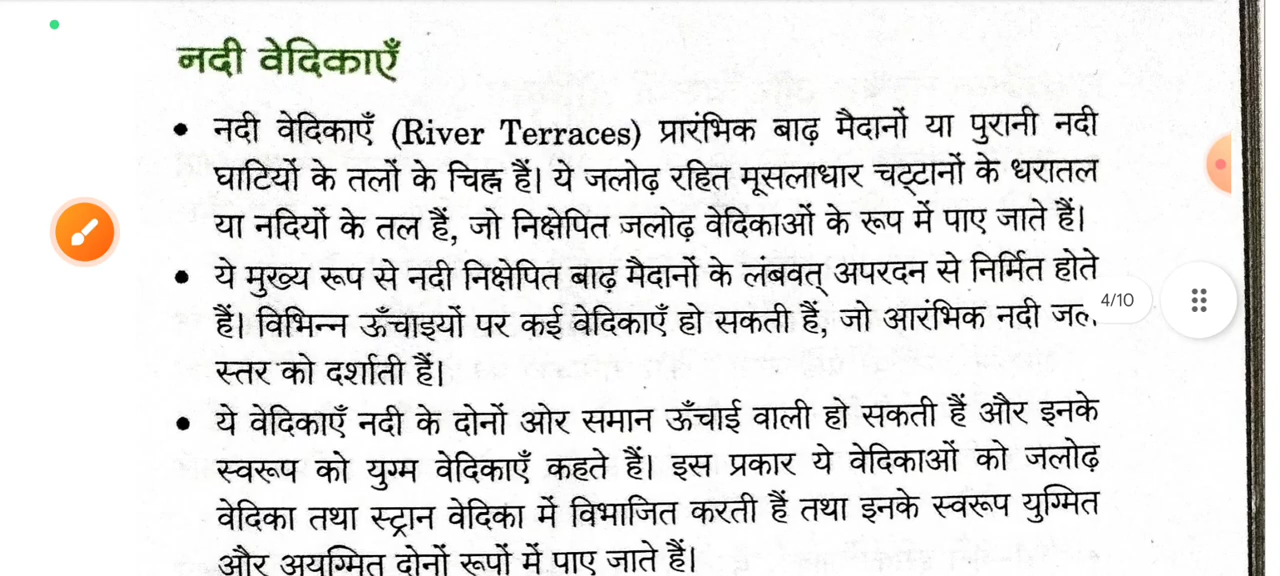 नदी वेदिकाएँ
• नदी वेदिकाएँ (River Terraces) प्रारंभिक बाढ़ मैदानों या पुरानी नदी
घाटियों के तलों के चिह्न हैं। ये जलोढ़ रहित मूसलाधार चट्टानों के धरातल
या नदियों के तल हैं, जो निक्षेपित जलोढ़ वेदिकाओं के रूप में पाए जाते हैं।
• ये मुख्य रूप से नदी निक्षेपित बाढ़ मैदानों के लंबवत् अपरदन से निर्मित होते
हैं। विभिन्न ऊँचाइयों पर कई वेदिकाएँ हो सकती हैं, जो आरंभिक नदी
4/10
स्तर को दर्शाती हैं।
• ये वेदिकाएँ नदी के दोनों ओर समान ऊँचाई वाली हो सकती हैं और इनके
स्वरूप को युग्म वेदिकाएँ कहते हैं। इस प्रकार ये वेदिकाओं को जलोढ़
वेदिका तथा स्ट्रान वेदिका में विभाजित करती हैं तथा इनके स्वरूप युग्मित
और अयुग्मित दोनों रूपों में पाए जाते हैं।